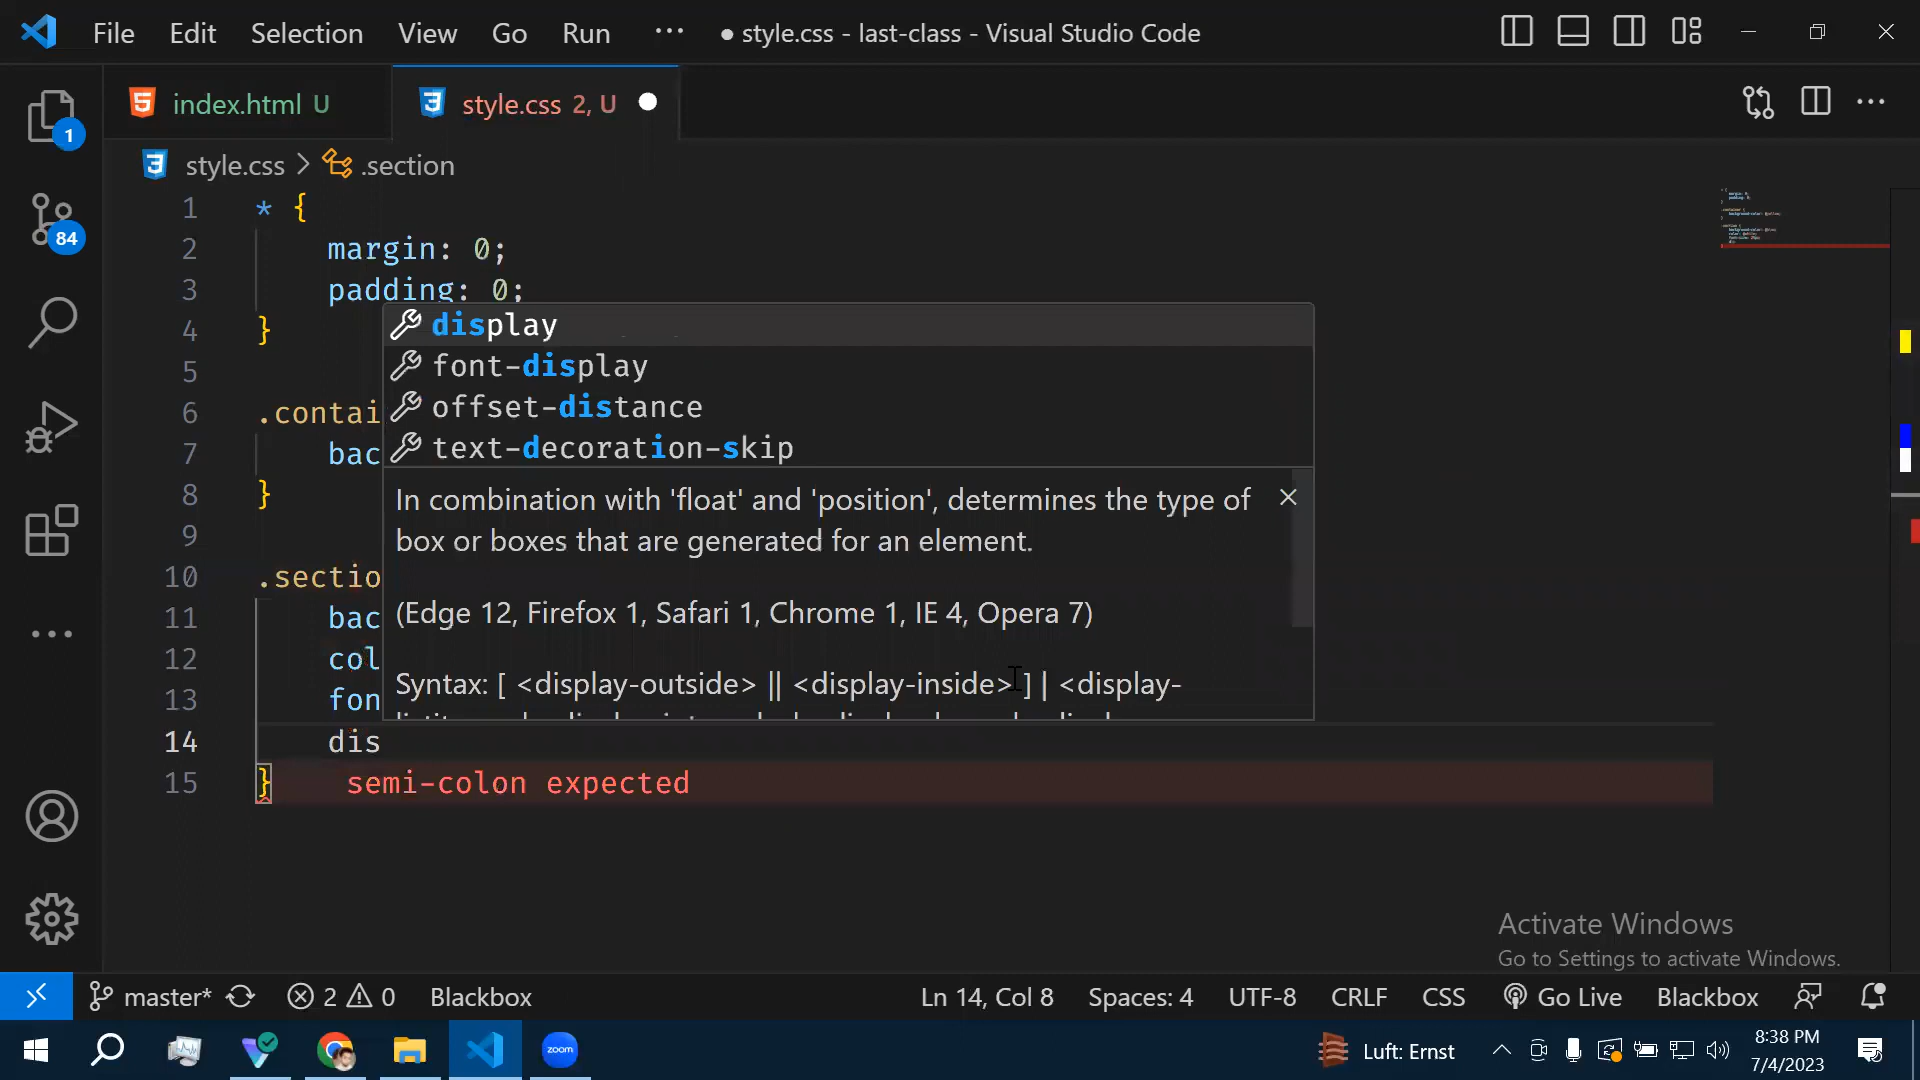 File Edit Selection View Go Run ··· ● style.css - last-class - Visual Studio Code
index.html U style.css 2, U
style.css > .section
1 * {
2 margin: 0;
3 padding: 0;
4 }
5
6 .contai
7 bac
8 }
9
10 .sectio
11 bac
12 col
13 fon
14 dis
15 } semi-colon expected
display
font-display
offset-distance
text-decoration-skip
In combination with 'float' and 'position', determines the type of
box or boxes that are generated for an element.
(Edge 12, Firefox 1, Safari 1, Chrome 1, IE 4, Opera 7)
Syntax: [ <display-outside> || <display-inside> ] | <display-
1
84
Activate Windows
Go to Settings to activate Windows.
master* 2 0 Blackbox Ln 14, Col 8 Spaces: 4 UTF-8 CRLF CSS Go Live Blackbox
zoom Luft: Ernst 8:38 PM
7/4/2023